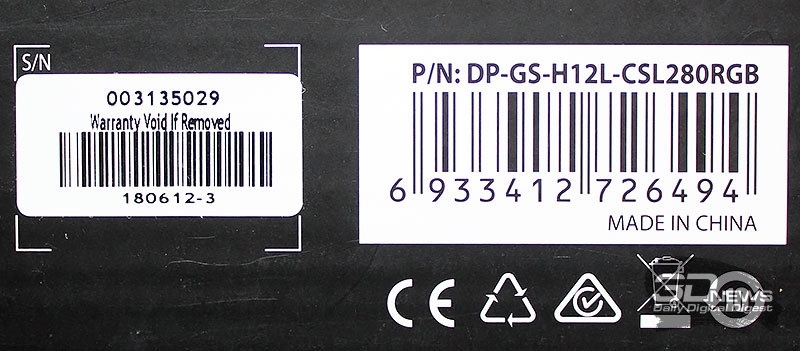 S/N
003135029
Warranty Void If Removed
180612-3
P/N: DP-GS-H12L-CSL280RGB
6 933412 726494
MADE IN CHINA
CE
3DNEWS
Daily Digital Digest